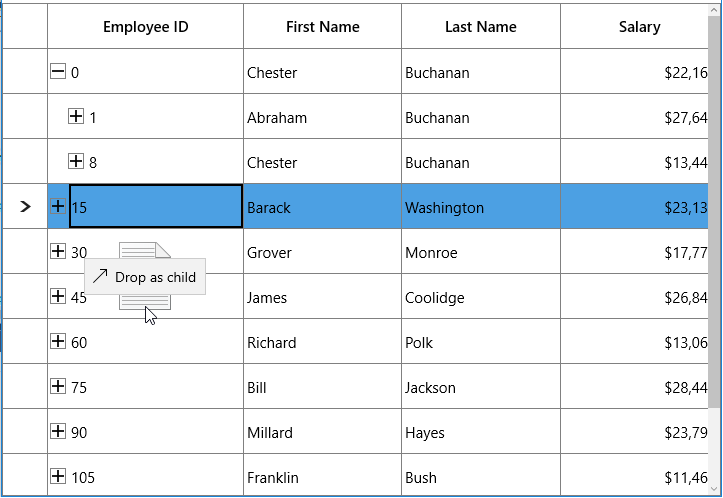 Employee ID First Name Last Name Salary
0 Chester Buchanan $22,16
1 Abraham Buchanan $27,64
8 Chester Buchanan $13,44
15 Barack Washington $23,13
30 Grover Monroe $17,77
Drop as child
45 James Coolidge $26,84
60 Richard Polk $13,06
75 Bill Jackson $28,44
90 Millard Hayes $23,79
105 Franklin Bush $11,46